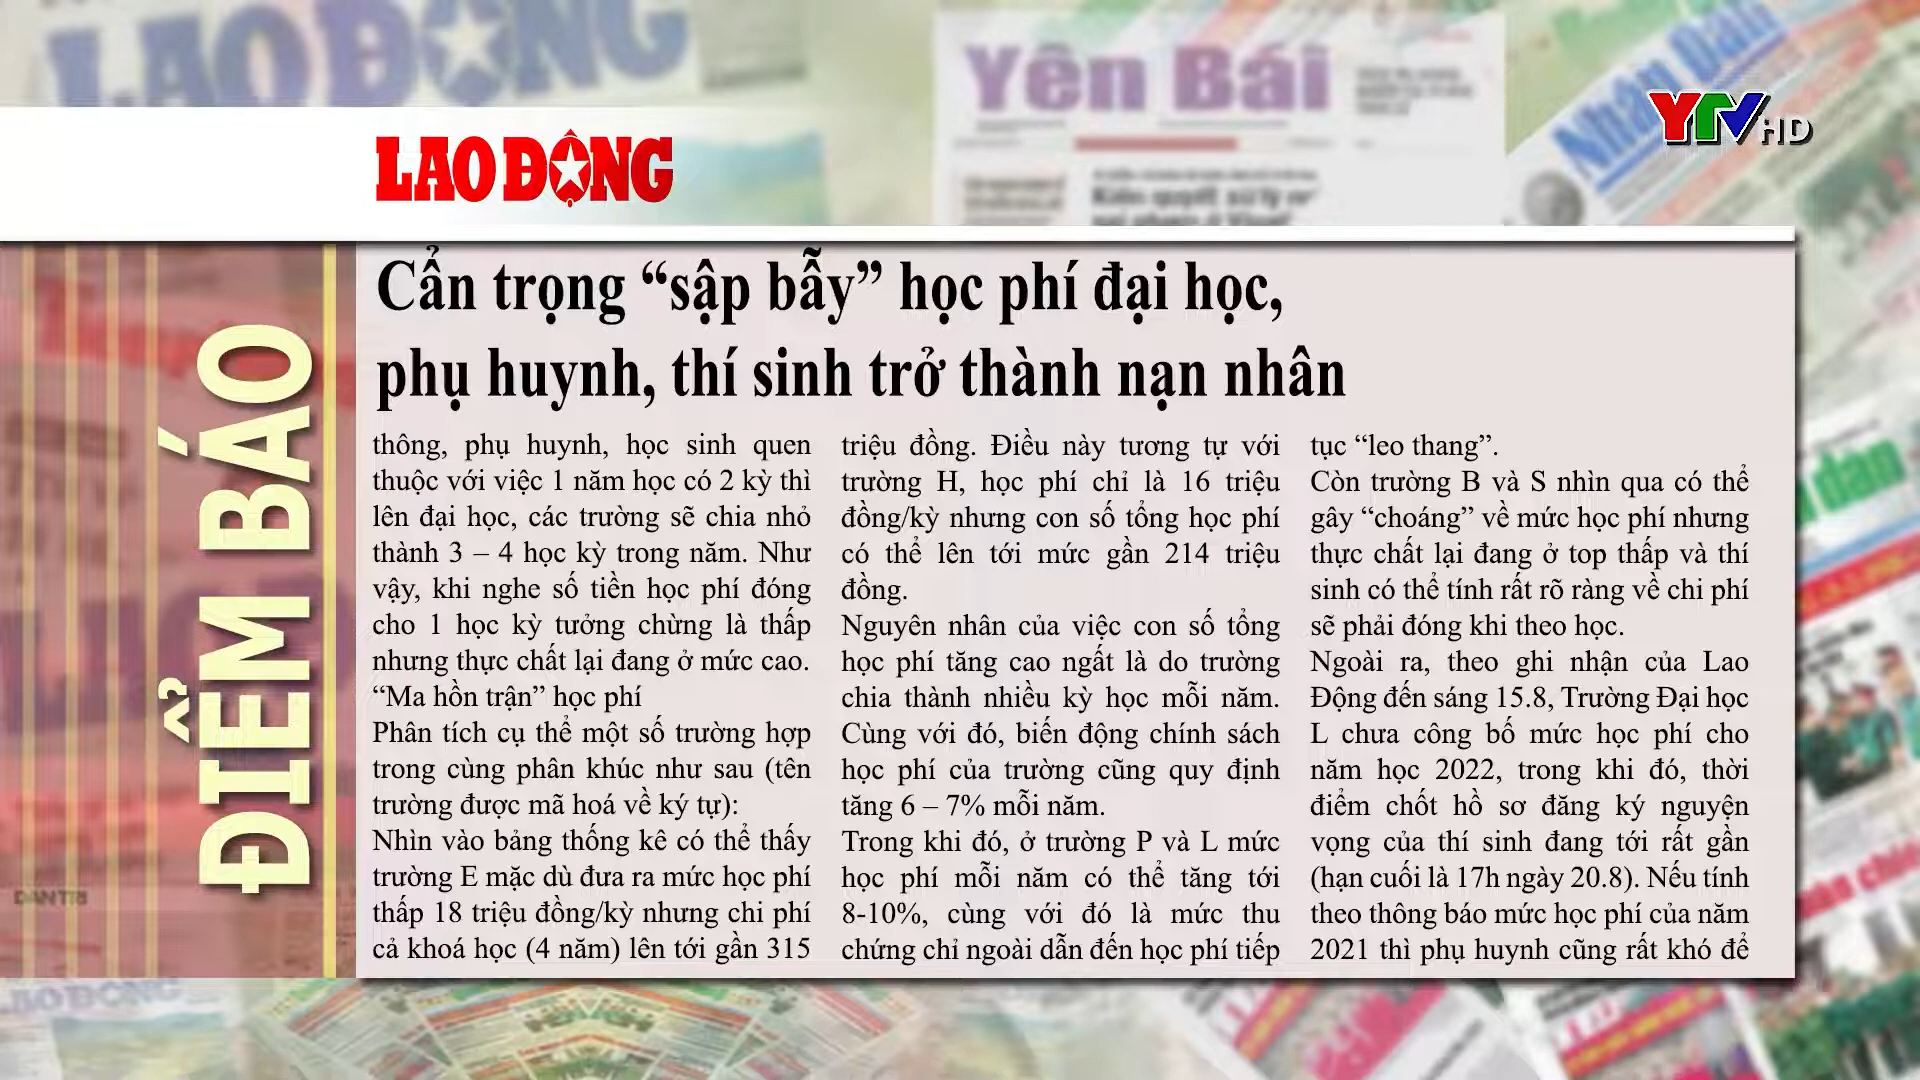 LAO ĐỘNG
Yên Bái
Nhân Dân
YTV HD
LAO ĐỘNG
ĐIỂM BÁO
Cẩn trọng “sập bẫy” học phí đại học,
phụ huynh, thí sinh trở thành nạn nhân
thông, phụ huynh, học sinh quen
thuộc với việc 1 năm học có 2 kỳ thì
lên đại học, các trường sẽ chia nhỏ
thành 3 – 4 học kỳ trong năm. Như
vậy, khi nghe số tiền học phí đóng
cho 1 học kỳ tưởng chừng là thấp
nhưng thực chất lại đang ở mức cao.
“Ma hồn trận” học phí
Phân tích cụ thể một số trường hợp
trong cùng phân khúc như sau (tên
trường được mã hoá về ký tự):
Nhìn vào bảng thống kê có thể thấy
trường E mặc dù đưa ra mức học phí
thấp 18 triệu đồng/kỳ nhưng chi phí
cả khoá học (4 năm) lên tới gần 315
triệu đồng. Điều này tương tự với
trường H, học phí chỉ là 16 triệu
đồng/kỳ nhưng con số tổng học phí
có thể lên tới mức gần 214 triệu
đồng.
Nguyên nhân của việc con số tổng
học phí tăng cao ngất là do trường
chia thành nhiều kỳ học mỗi năm.
Cùng với đó, biến động chính sách
học phí của trường cũng quy định
tăng 6 – 7% mỗi năm.
Trong khi đó, ở trường P và L mức
học phí mỗi năm có thể tăng tới
8-10%, cùng với đó là mức thu
chứng chỉ ngoài dẫn đến học phí tiếp
tục “leo thang”.
Còn trường B và S nhìn qua có thể
gây “choáng” về mức học phí nhưng
thực chất lại đang ở top thấp và thí
sinh có thể tính rất rõ ràng về chi phí
sẽ phải đóng khi theo học.
Ngoài ra, theo ghi nhận của Lao
Động đến sáng 15.8, Trường Đại học
L chưa công bố mức học phí cho
năm học 2022, trong khi đó, thời
điểm chốt hồ sơ đăng ký nguyện
vọng của thí sinh đang tới rất gần
(hạn cuối là 17h ngày 20.8). Nếu tính
theo thông báo mức học phí của năm
2021 thì phụ huynh cũng rất khó để